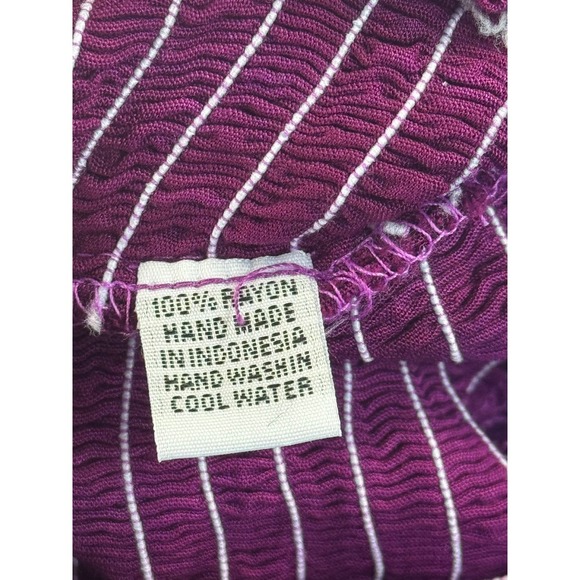 100% RAYON
HAND MADE
IN INDONESIA
HAND WASH IN
COOL WATER